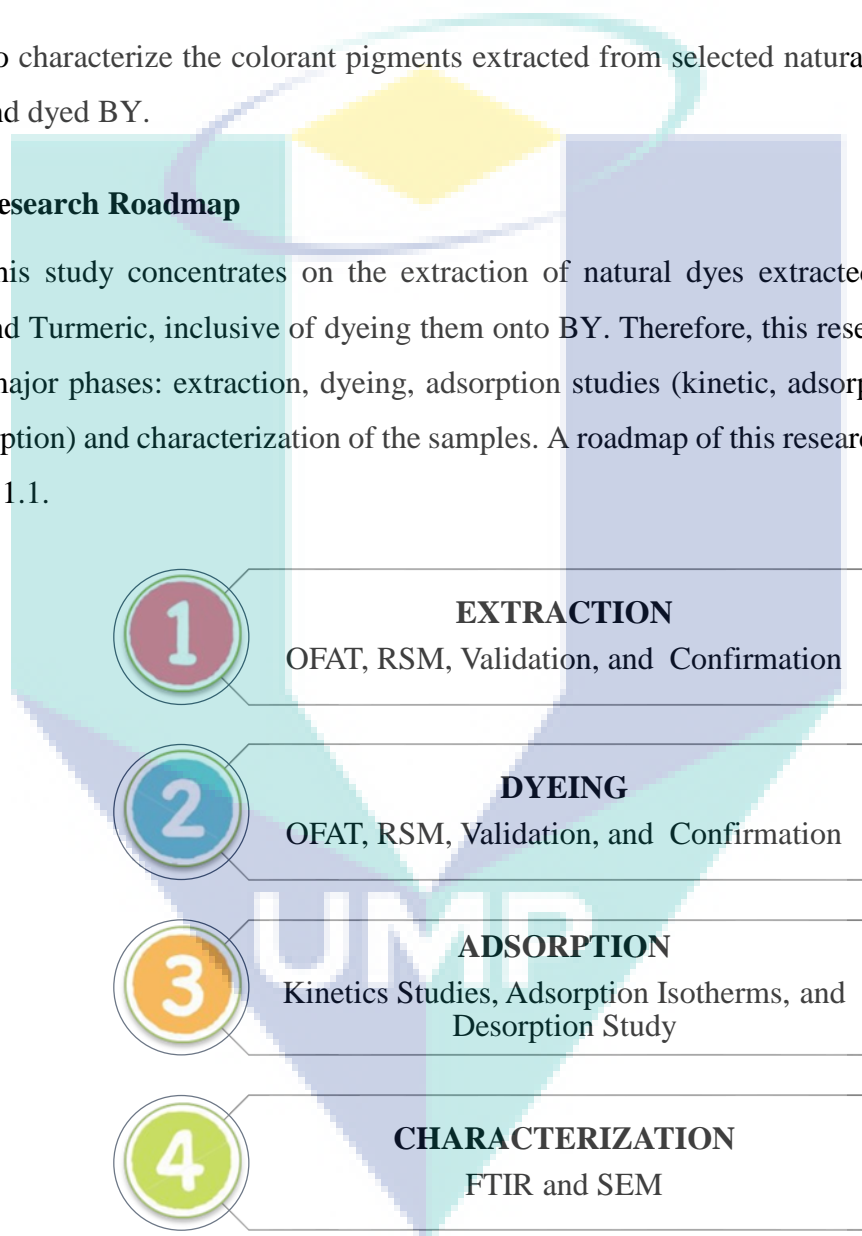 o characterize the colorant pigments extracted from selected natura
nd dyed BY.
esearch Roadmap
his study concentrates on the extraction of natural dyes extracted
nd Turmeric, inclusive of dyeing them onto BY. Therefore, this rese
najor phases: extraction, dyeing, adsorption studies (kinetic, adsorp
ption) and characterization of the samples. A roadmap of this researc
1.1.
1
EXTRACTION
OFAT, RSM, Validation, and Confirmation
2
DYEING
OFAT, RSM, Validation, and Confirmation
UMP
3
ADSORPTION
Kinetics Studies, Adsorption Isotherms, and
Desorption Study
4
CHARACTERIZATION
FTIR and SEM